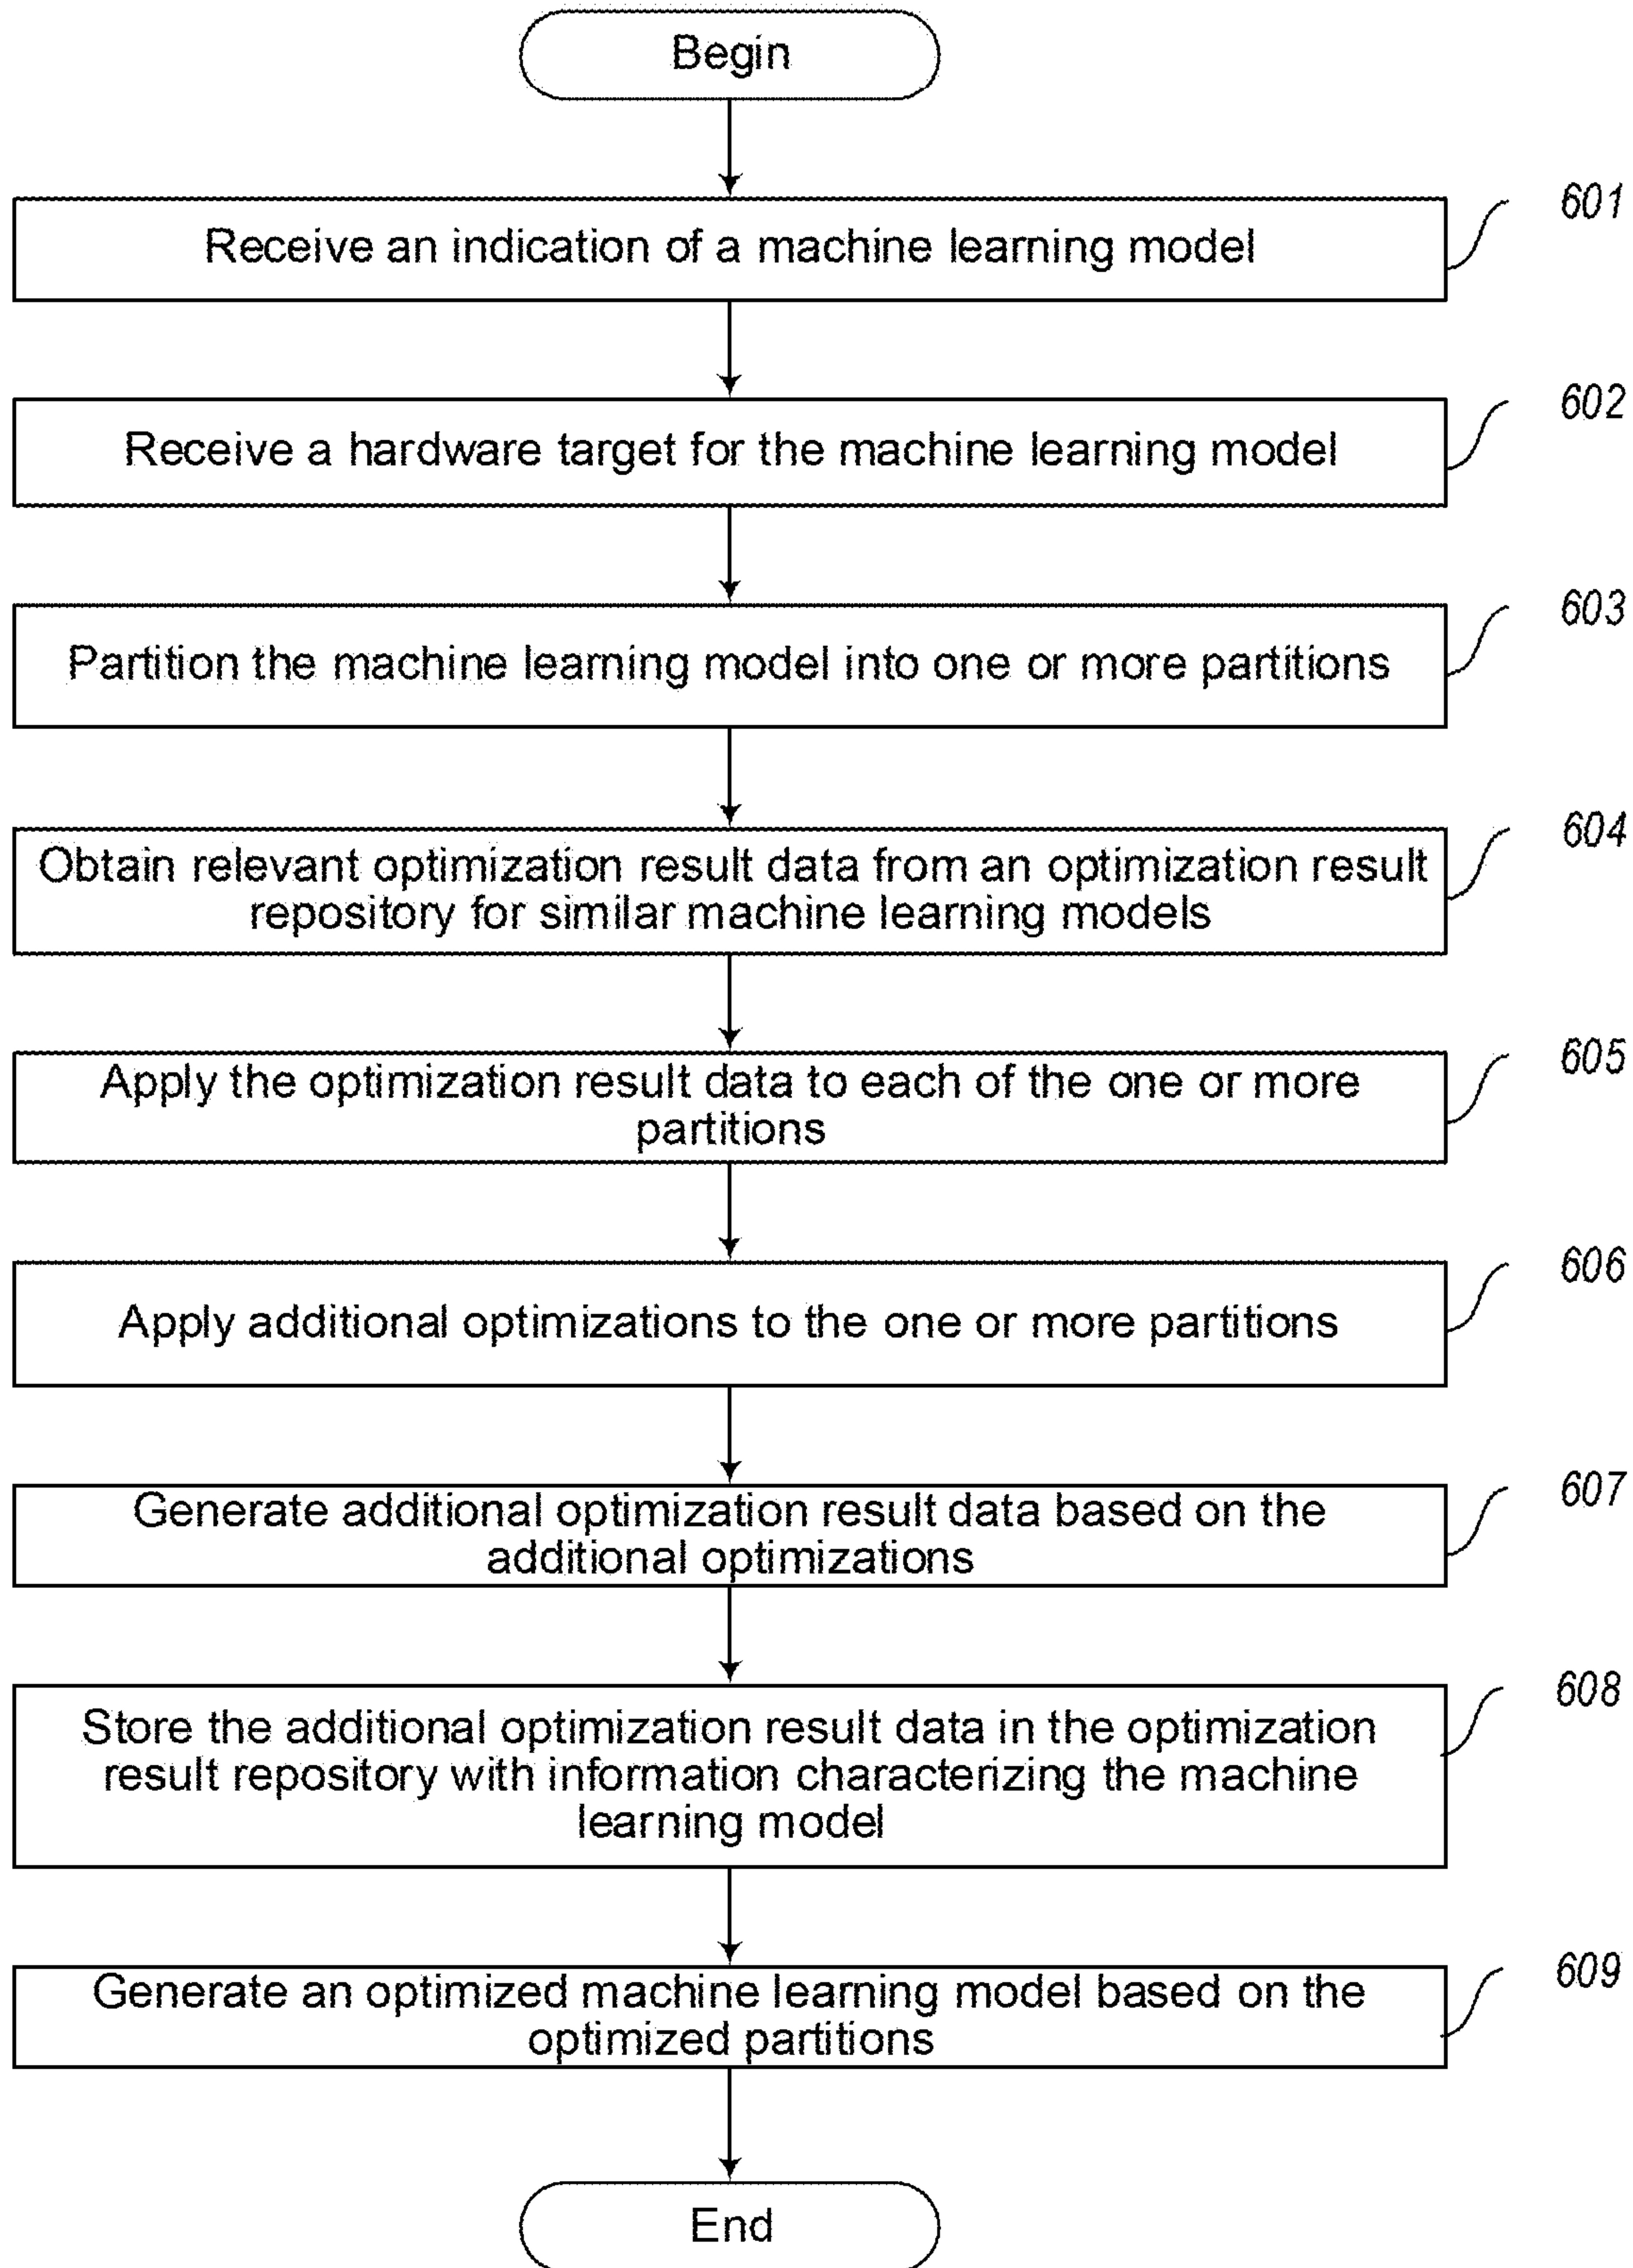 Begin
601
Receive an indication of a machine learning model
602
Receive a hardware target for the machine learning model
603
Partition the machine learning model into one or more partitions
604
Obtain relevant optimization result data from an optimization result
repository for similar machine learning models
605
Apply the optimization result data to each of the one or more
partitions
606
Apply additional optimizations to the one or more partitions
607
Generate additional optimization result data based on the
additional optimizations
608
Store the additional optimization result data in the optimization
result repository with information characterizing the machine
learning model
609
Generate an optimized machine learning model based on the
optimized partitions
End